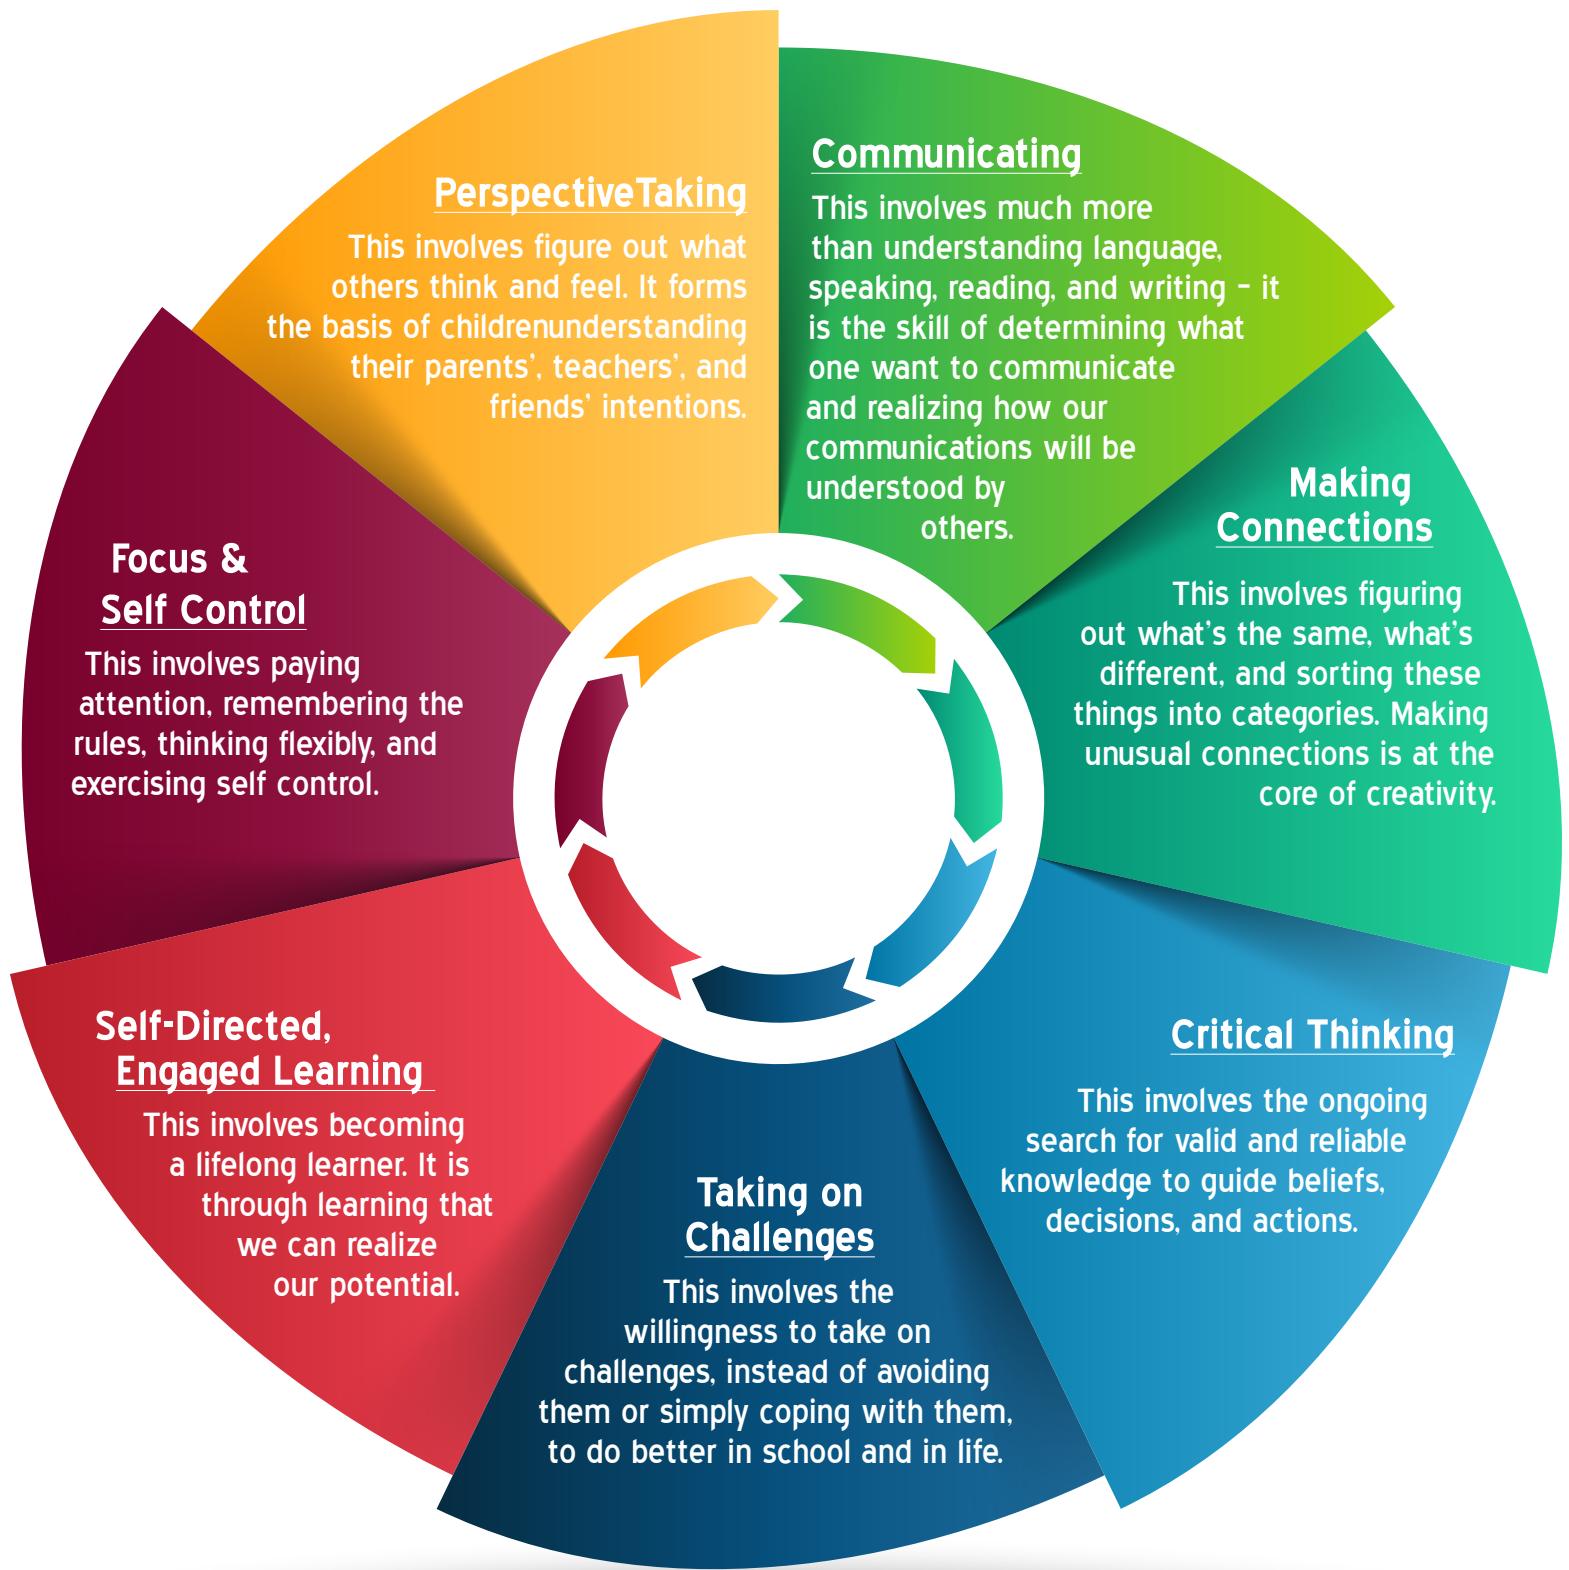 PerspectiveTaking
This involves figure out what
others think and feel. It forms
the basis of childrenunderstanding
their parents’, teachers’, and
friends’ intentions.
Communicating
This involves much more
than understanding language,
speaking, reading, and writing – it
is the skill of determining what
one want to communicate
and realizing how our
communications will be
understood by
others.
Making
Connections
This involves figuring
out what’s the same, what’s
different, and sorting these
things into categories. Making
unusual connections is at the
core of creativity.
Critical Thinking
This involves the ongoing
search for valid and reliable
knowledge to guide beliefs,
decisions, and actions.
Taking on
Challenges
This involves the
willingness to take on
challenges, instead of avoiding
them or simply coping with them,
to do better in school and in life.
Self-Directed,
Engaged Learning
This involves becoming
a lifelong learner. It is
through learning that
we can realize
our potential.
Focus &
Self Control
This involves paying
attention, remembering the
rules, thinking flexibly, and
exercising self control.